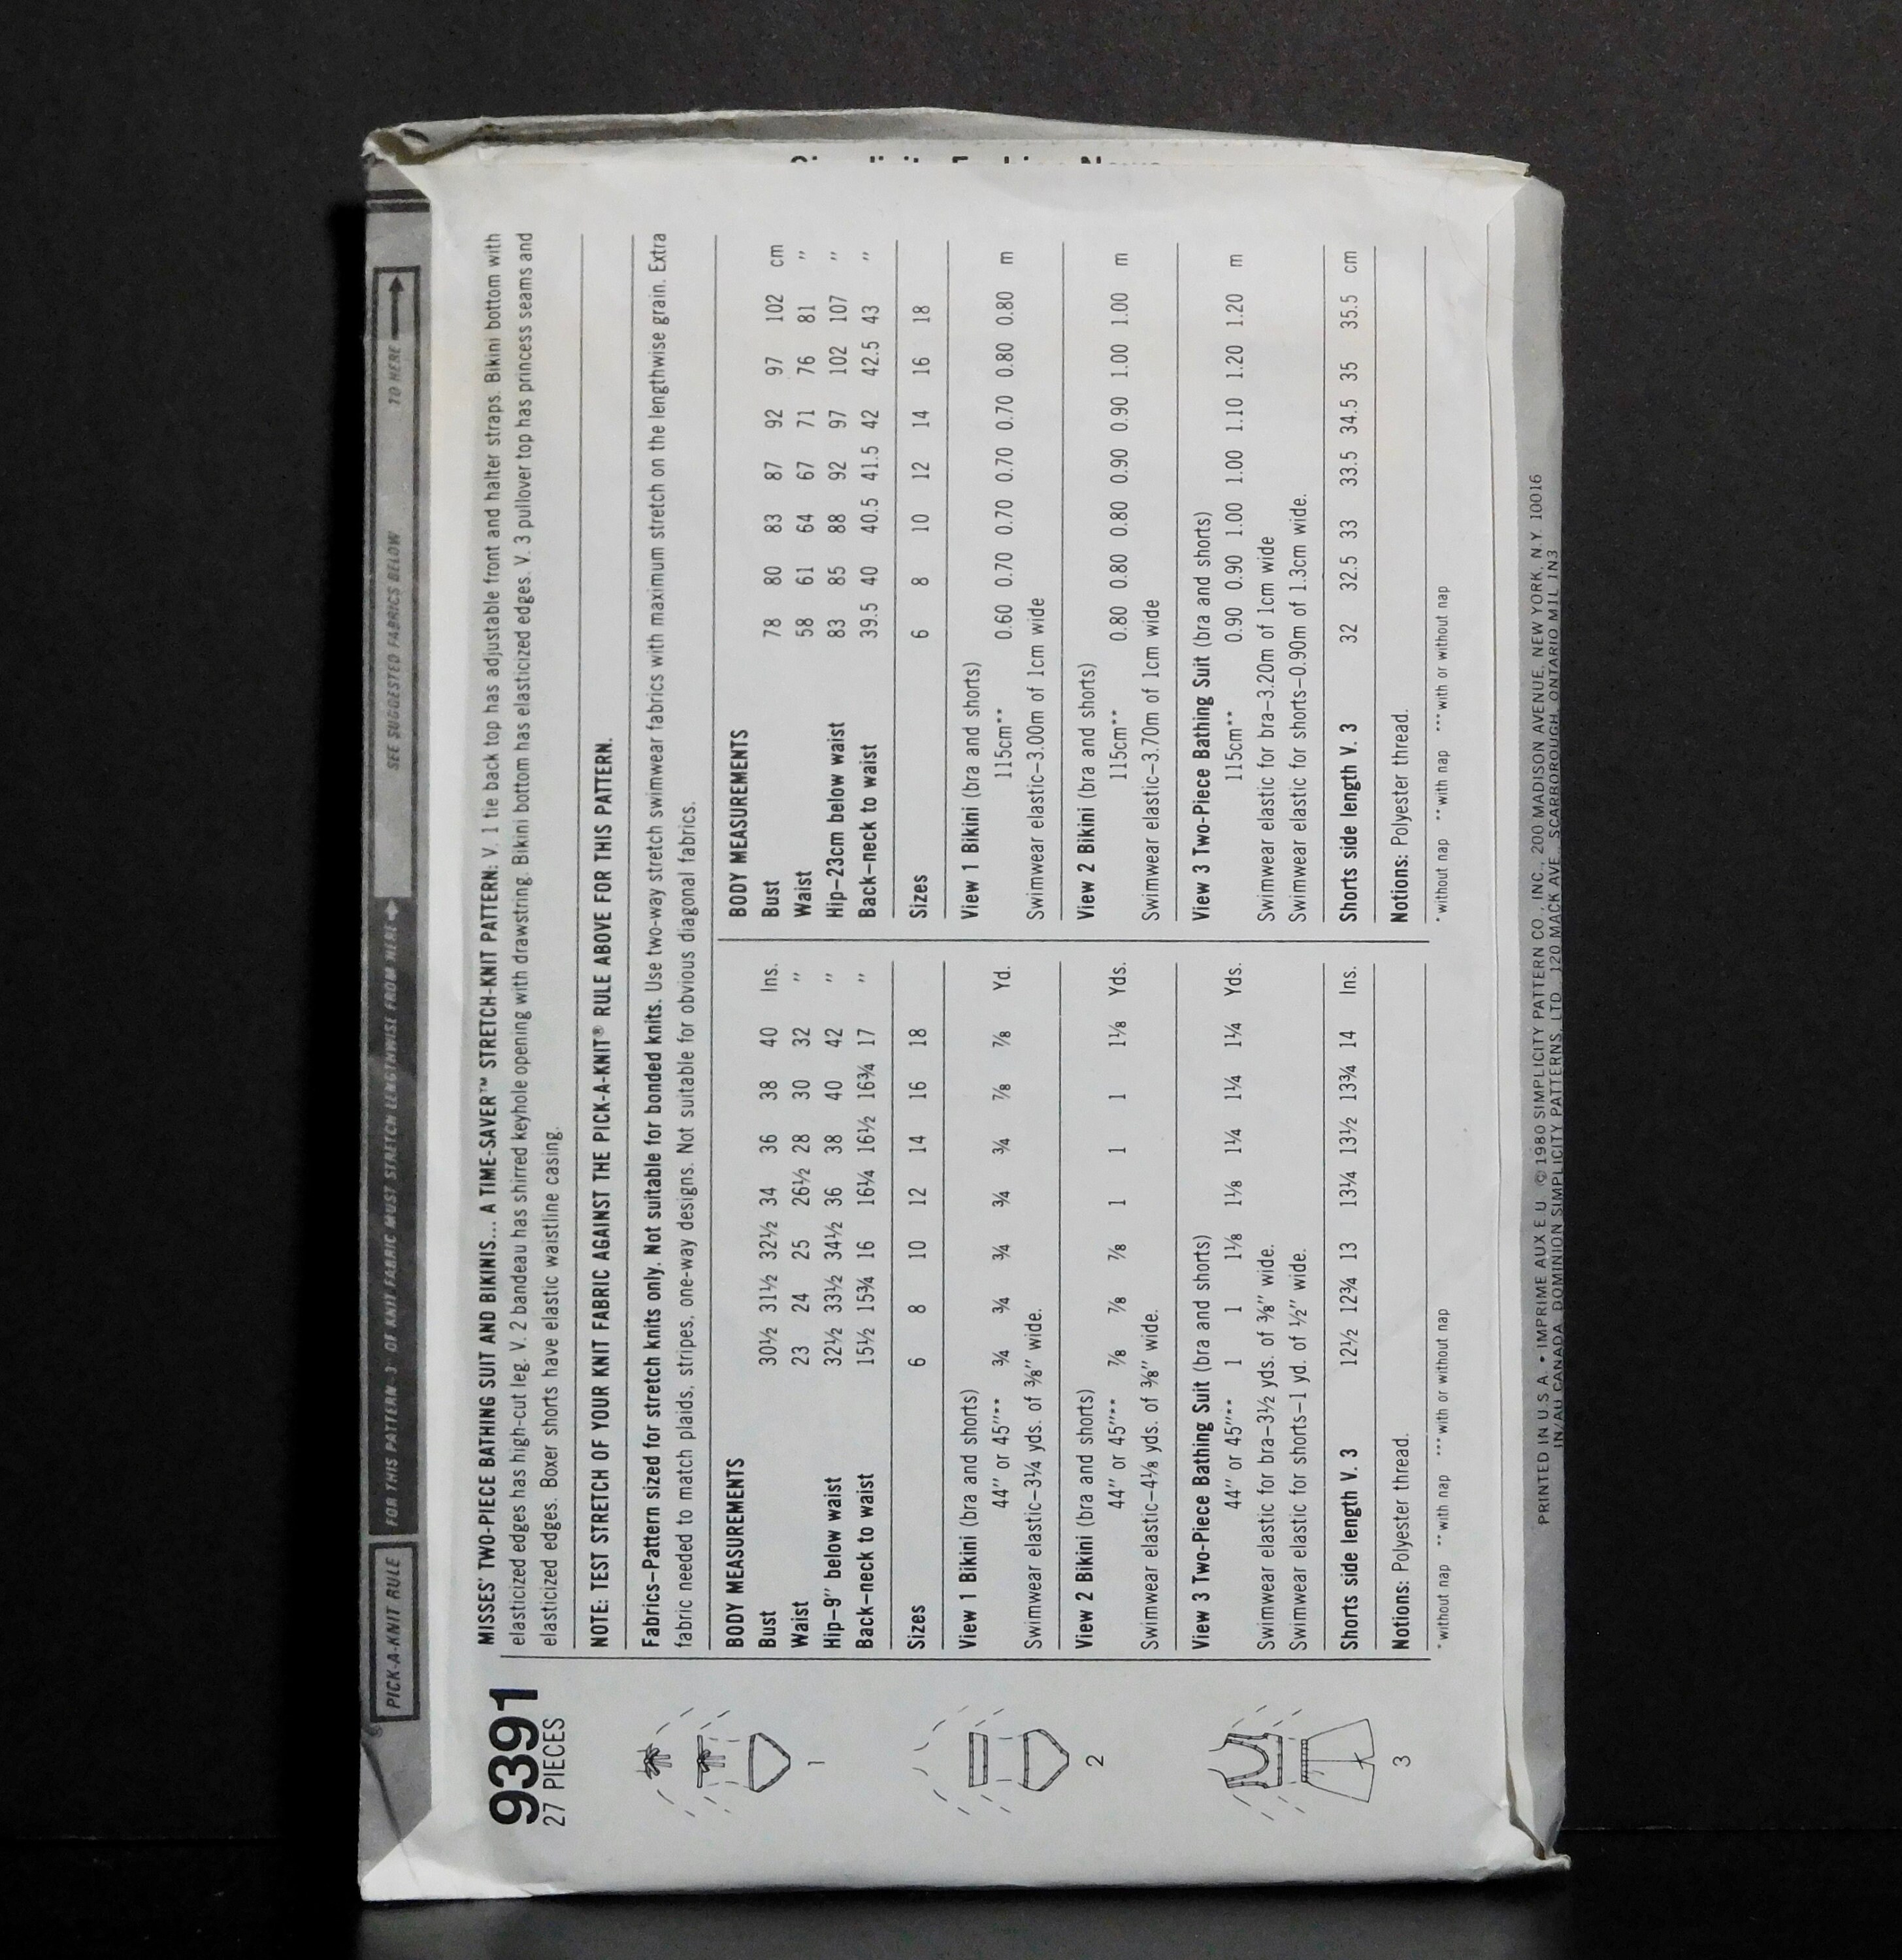 PICK-A-KNIT RULE
FOR THIS PATTERN-3" OF KNIT FABRIC MUST STRETCH LENGTHWISE FROM HERE
SEE SUGGESTED FABRICS BELOW
TO HERE
9391
27 PIECES
MISSES' TWO-PIECE BATHING SUIT AND BIKINIS... A TIME-SAVER™ STRETCH-KNIT PATTERN: V. 1 tie back top has adjustable front and halter straps. Bikini bottom with
elasticized edges has high-cut leg. V. 2 bandeau has shirred keyhole opening with drawstring. Bikini bottom has elasticized edges. V. 3 pullover top has princess seams and
elasticized edges. Boxer shorts have elastic waistline casing.
NOTE: TEST STRETCH OF YOUR KNIT FABRIC AGAINST THE PICK-A-KNIT® RULE ABOVE FOR THIS PATTERN.
Fabrics–Pattern sized for stretch knits only. Not suitable for bonded knits. Use two-way stretch swimwear fabrics with maximum stretch on the lengthwise grain. Extra
fabric needed to match plaids, stripes, one-way designs. Not suitable for obvious diagonal fabrics.
BODY MEASUREMENTS
Bust 30½ 31½ 32½ 34 36 38 40 Ins.
Waist 23 24 25 26½ 28 30 32 "
Hip–9" below waist 32½ 33½ 34½ 36 38 40 42 "
Back–neck to waist 15½ 15¾ 16 16¼ 16½ 16¾ 17 "
Sizes 6 8 10 12 14 16 18
View 1 Bikini (bra and shorts)
44" or 45"** ¾ ¾ ¾ ¾ ¾ ⅞ ⅞ Yd.
Swimwear elastic–3¼ yds. of ⅜" wide.
View 2 Bikini (bra and shorts)
44" or 45"** ⅞ ⅞ ⅞ 1 1 1 1⅛ Yds.
Swimwear elastic–4⅛ yds. of ⅜" wide.
View 3 Two-Piece Bathing Suit (bra and shorts)
44" or 45"** 1 1 1⅛ 1⅛ 1¼ 1¼ 1¼ Yds.
Swimwear elastic for bra–3½ yds. of ⅜" wide.
Swimwear elastic for shorts–1 yd. of ½" wide.
Shorts side length V. 3 12½ 12¾ 13 13¼ 13½ 13¾ 14 Ins.
Notions: Polyester thread.
*without nap **with nap ***with or without nap
BODY MEASUREMENTS
Bust 78 80 83 87 92 97 102 cm
Waist 58 61 64 67 71 76 81 "
Hip–23cm below waist 83 85 88 92 97 102 107 "
Back–neck to waist 39.5 40 40.5 41.5 42 42.5 43 "
Sizes 6 8 10 12 14 16 18
View 1 Bikini (bra and shorts)
115cm** 0.60 0.70 0.70 0.70 0.70 0.80 0.80 m
Swimwear elastic–3.00m of 1cm wide
View 2 Bikini (bra and shorts)
115cm** 0.80 0.80 0.80 0.90 0.90 1.00 1.00 m
Swimwear elastic–3.70m of 1cm wide
View 3 Two-Piece Bathing Suit (bra and shorts)
115cm** 0.90 0.90 1.00 1.00 1.10 1.20 1.20 m
Swimwear elastic for bra–3.20m of 1cm wide
Swimwear elastic for shorts–0.90m of 1.3cm wide.
Shorts side length V. 3 32 32.5 33 33.5 34.5 35 35.5 cm
Notions: Polyester thread.
*without nap **with nap ***with or without nap
1
2
3
PRINTED IN U.S.A. • IMPRIME AUX E.U. © 1980 SIMPLICITY PATTERN CO., INC., 200 MADISON AVENUE, NEW YORK, N.Y. 10016
IN/AU CANADA, DOMINION SIMPLICITY PATTERNS, LTD., 120 MACK AVE., SCARBOROUGH, ONTARIO M1L 1N3